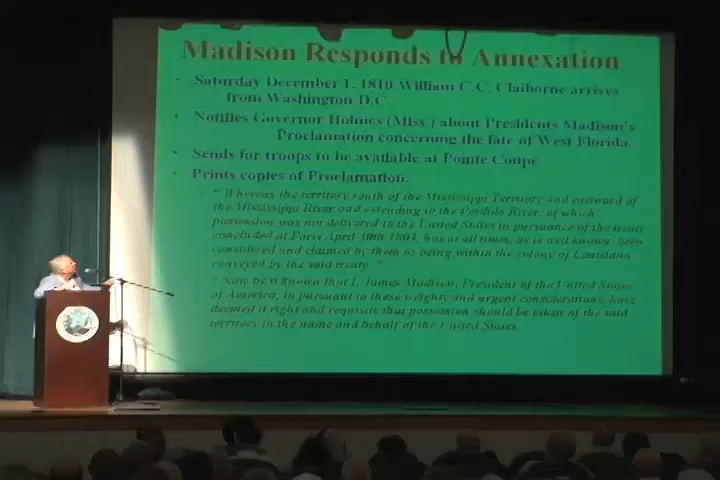 Madison Responds to Annexation
· Saturday December 1, 1810 William C.C. Claiborne arrives
from Washington D.C.
· Notifies Governor Holmes (Miss.) about Presidents Madison's
Proclamation concerning the fate of West Florida.
· Sends for troops to be available at Pointe Coupe.
· Prints copies of Proclamation.
– " Whereas the territory south of the Mississippi Territory and eastward of
the Mississippi River and extending to the Perdido River, of which
possession was not delivered to the United States in pursuance of the treaty
concluded at Paris April 30th 1803, has at all times, as is well known, been
considered and claimed by them as being within the colony of Louisiana
conveyed by the said treaty. "
" Now be it known that I, James Madison, President of the United States
of America, in pursuant to these weighty and urgent considerations, have
deemed it right and requisite that possession should be taken of the said
territory in the name and behalf of the United States.